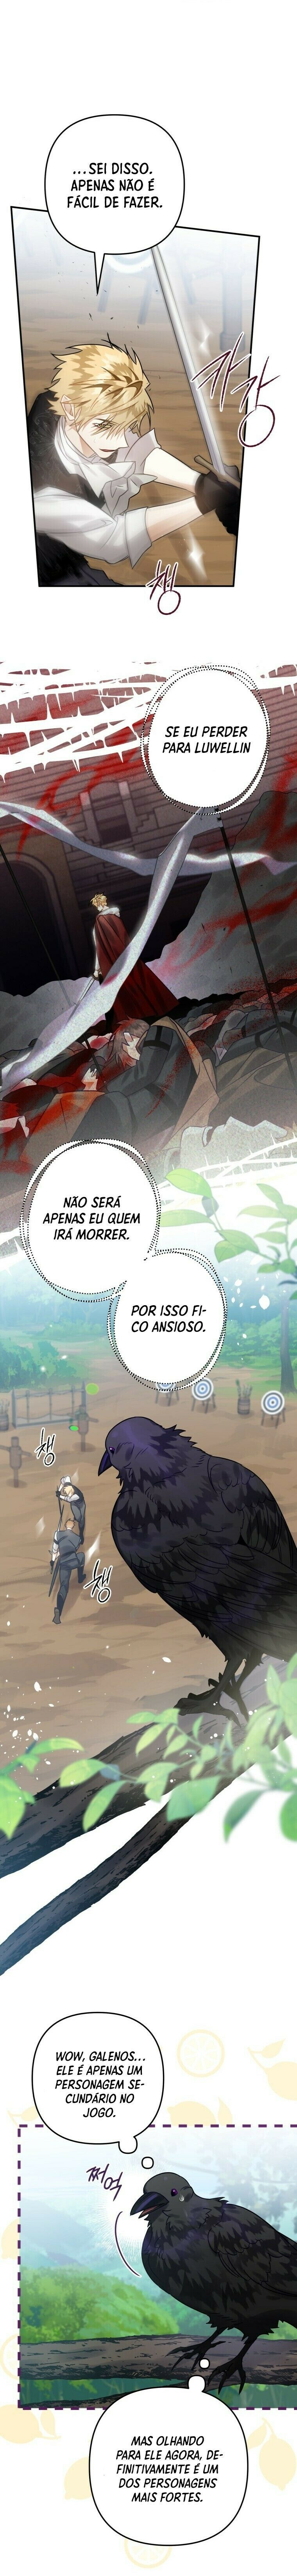 ...SEI DISSO.
APENAS NÃO É
FÁCIL DE FAZER.
카
강
챙
SE EU PERDER
PARA LUWELLIN
NÃO SERÁ
APENAS EU QUEM
IRÁ MORRER.
POR ISSO FI-
CO ANSIOSO.
챙
챙
WOW, GALENOS...
ELE É APENAS UM
PERSONAGEM SE-
CUNDÁRIO NO
JOGO.
MAS OLHANDO
PARA ELE AGORA, DE-
FINITIVAMENTE É UM
DOS PERSONAGENS
MAIS FORTES.